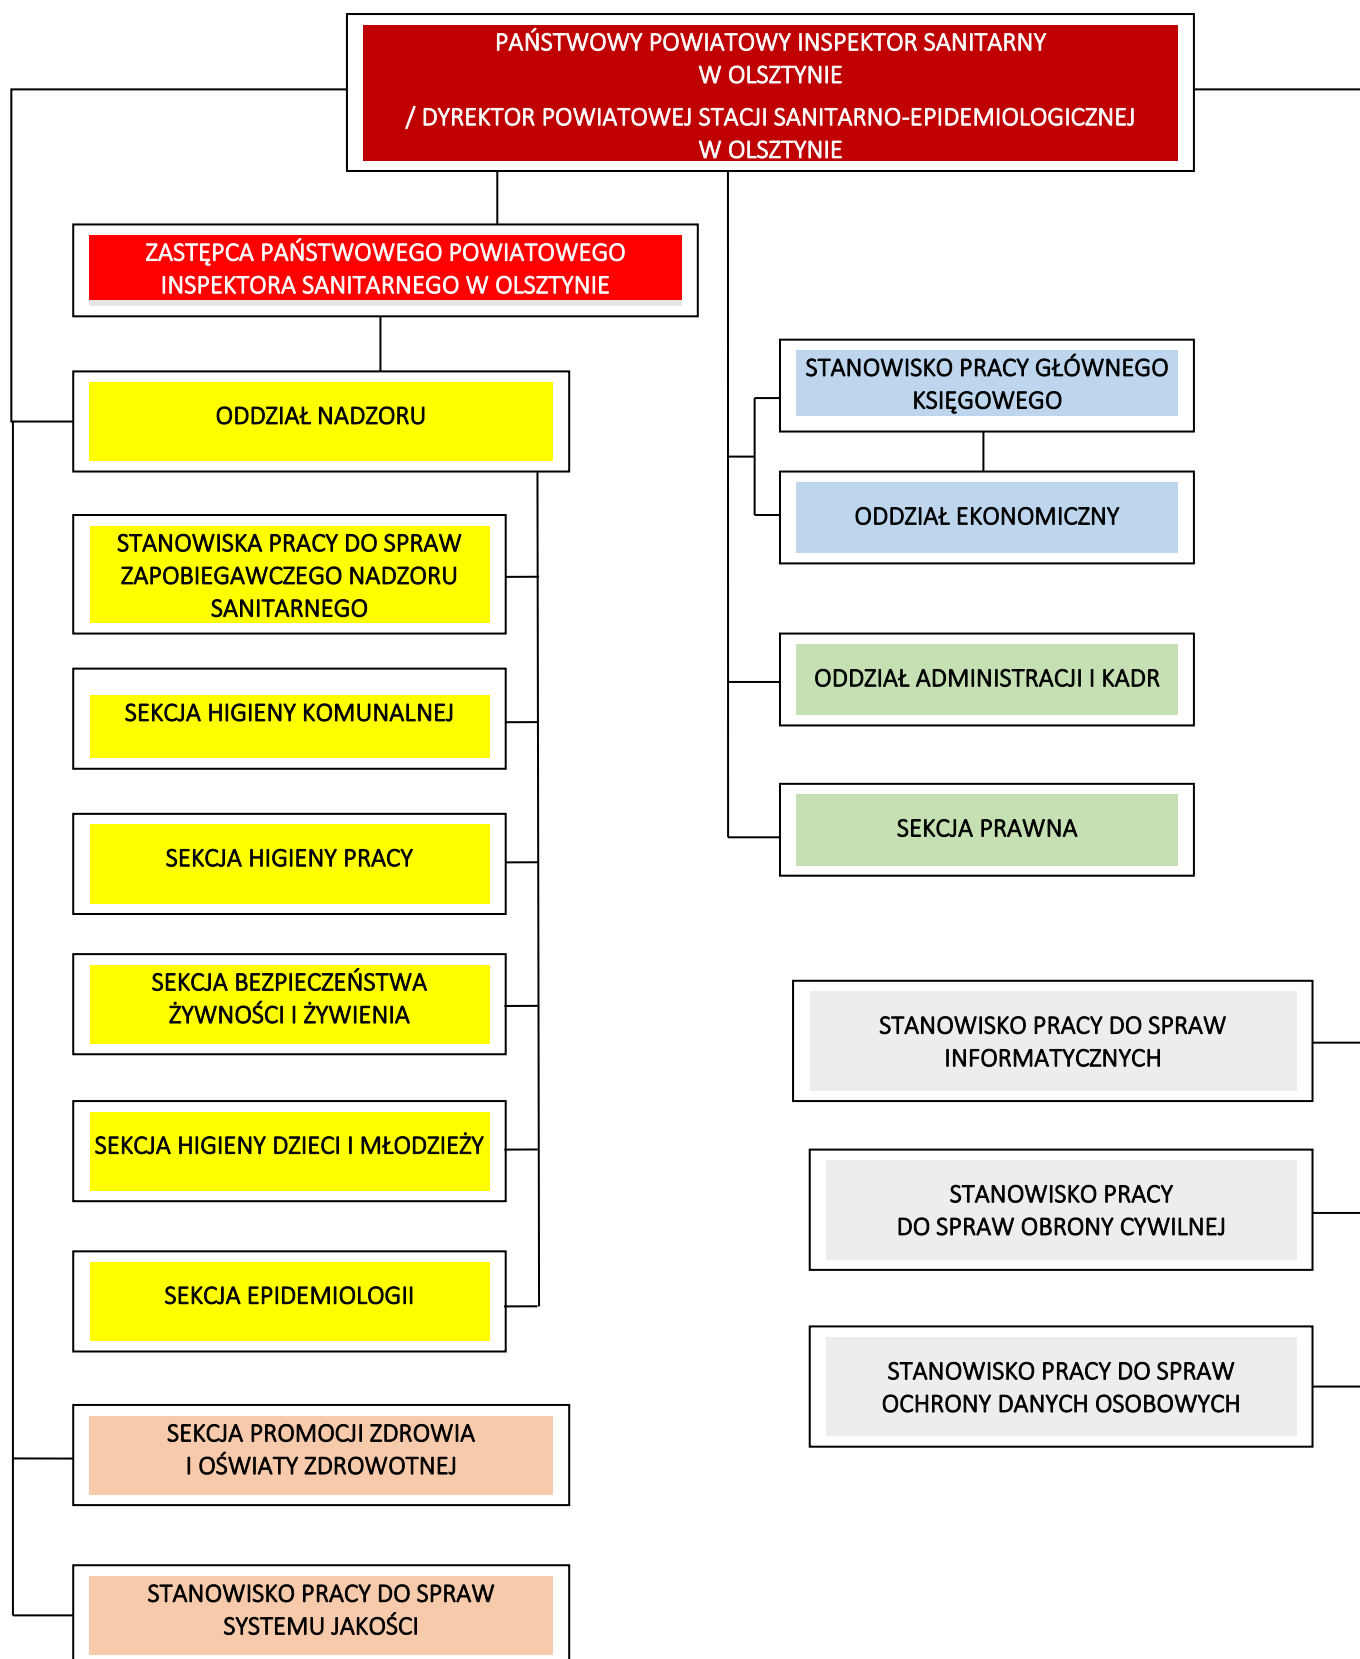 PAŃSTWOWY POWIATOWY INSPEKTOR SANITARNY
W OLSZTYNIE
/ DYREKTOR POWIATOWEJ STACJI SANITARNO-EPIDEMIOLOGICZNEJ
W OLSZTYNIE
ZASTĘPCA PAŃSTWOWEGO POWIATOWEGO
INSPEKTORA SANITARNEGO W OLSZTYNIE
ODDZIAŁ NADZORU
STANOWISKA PRACY DO SPRAW
ZAPOBIEGAWCZEGO NADZORU
SANITARNEGO
SEKCJA HIGIENY KOMUNALNEJ
SEKCJA HIGIENY PRACY
SEKCJA BEZPIECZEŃSTWA
ŻYWNOŚCI I ŻYWIENIA
SEKCJA HIGIENY DZIECI I MŁODZIEŻY
SEKCJA EPIDEMIOLOGII
SEKCJA PROMOCJI ZDROWIA
I OŚWIATY ZDROWOTNEJ
STANOWISKO PRACY DO SPRAW
SYSTEMU JAKOŚCI
STANOWISKO PRACY GŁÓWNEGO
KSIĘGOWEGO
ODDZIAŁ EKONOMICZNY
ODDZIAŁ ADMINISTRACJI I KADR
SEKCJA PRAWNA
STANOWISKO PRACY DO SPRAW
INFORMATYCZNYCH
STANOWISKO PRACY
DO SPRAW OBRONY CYWILNEJ
STANOWISKO PRACY DO SPRAW
OCHRONY DANYCH OSOBOWYCH